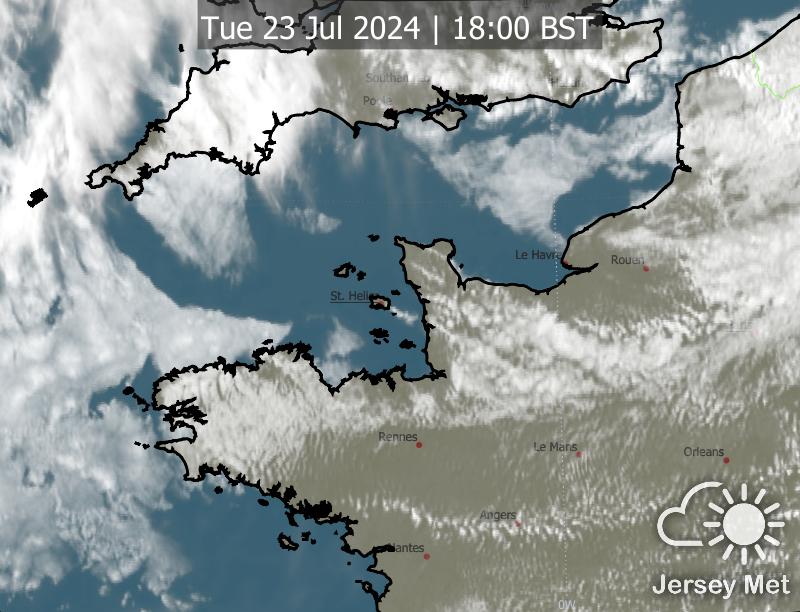 Tue 23 Jul 2024 | 18:00 BST
Poole
Le Havre
Rouen
St. Helier
Rennes
Le Mans
Orleans
Angers
Nantes
Jersey Met
0W